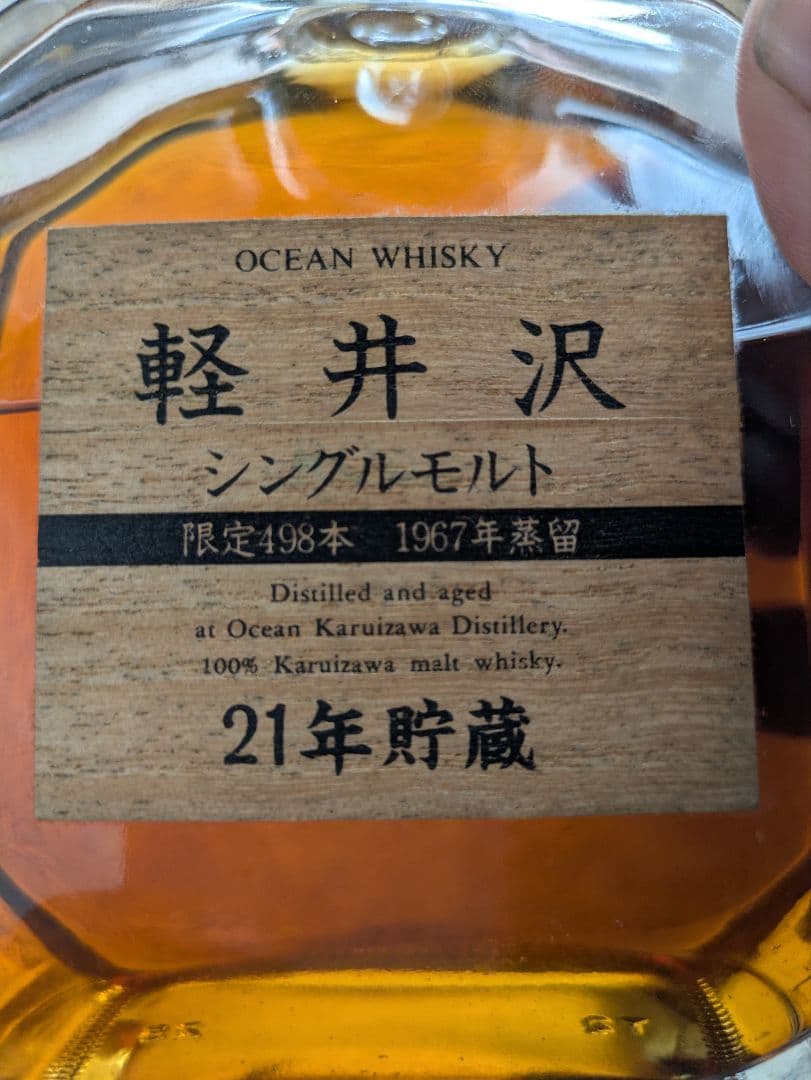 OCEAN WHISKY
軽井沢
シングルモルト
限定498本 1967年蒸留
Distilled and aged
at Ocean Karuizawa Distillery.
100% Karuizawa malt whisky.
21年貯蔵